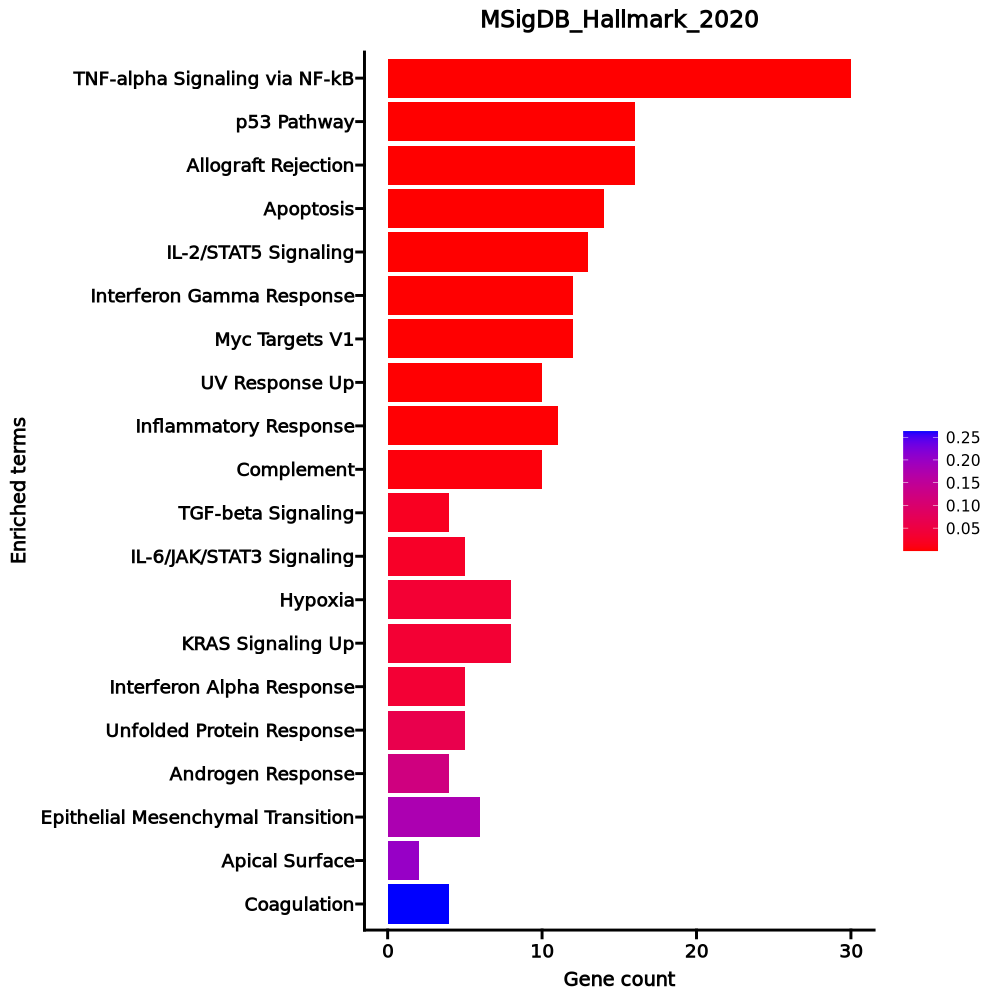 MSigDB_Hallmark_2020
Enriched terms
TNF-alpha Signaling via NF-kB
p53 Pathway
Allograft Rejection
Apoptosis
IL-2/STAT5 Signaling
Interferon Gamma Response
Myc Targets V1
UV Response Up
Inflammatory Response
Complement
TGF-beta Signaling
IL-6/JAK/STAT3 Signaling
Hypoxia
KRAS Signaling Up
Interferon Alpha Response
Unfolded Protein Response
Androgen Response
Epithelial Mesenchymal Transition
Apical Surface
Coagulation
0 10 20 30
Gene count
0.25
0.20
0.15
0.10
0.05